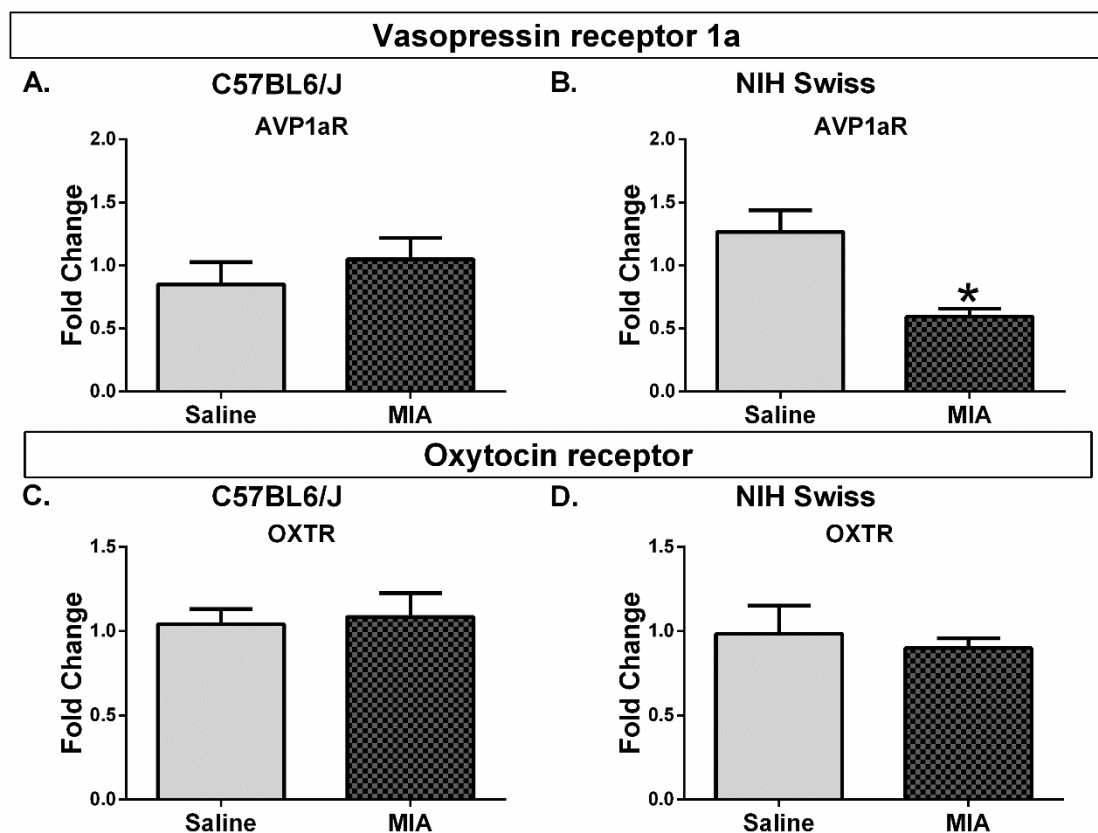 Vasopressin receptor 1a
A. C57BL6/J
AVP1aR
Fold Change
2.0
1.5
1.0
0.5
0.0
Saline MIA
B. NIH Swiss
AVP1aR
Fold Change
2.0
1.5
1.0
0.5
0.0
*
Saline MIA
Oxytocin receptor
C. C57BL6/J
OXTR
Fold Change
1.5
1.0
0.5
0.0
Saline MIA
D. NIH Swiss
OXTR
Fold Change
1.5
1.0
0.5
0.0
Saline MIA